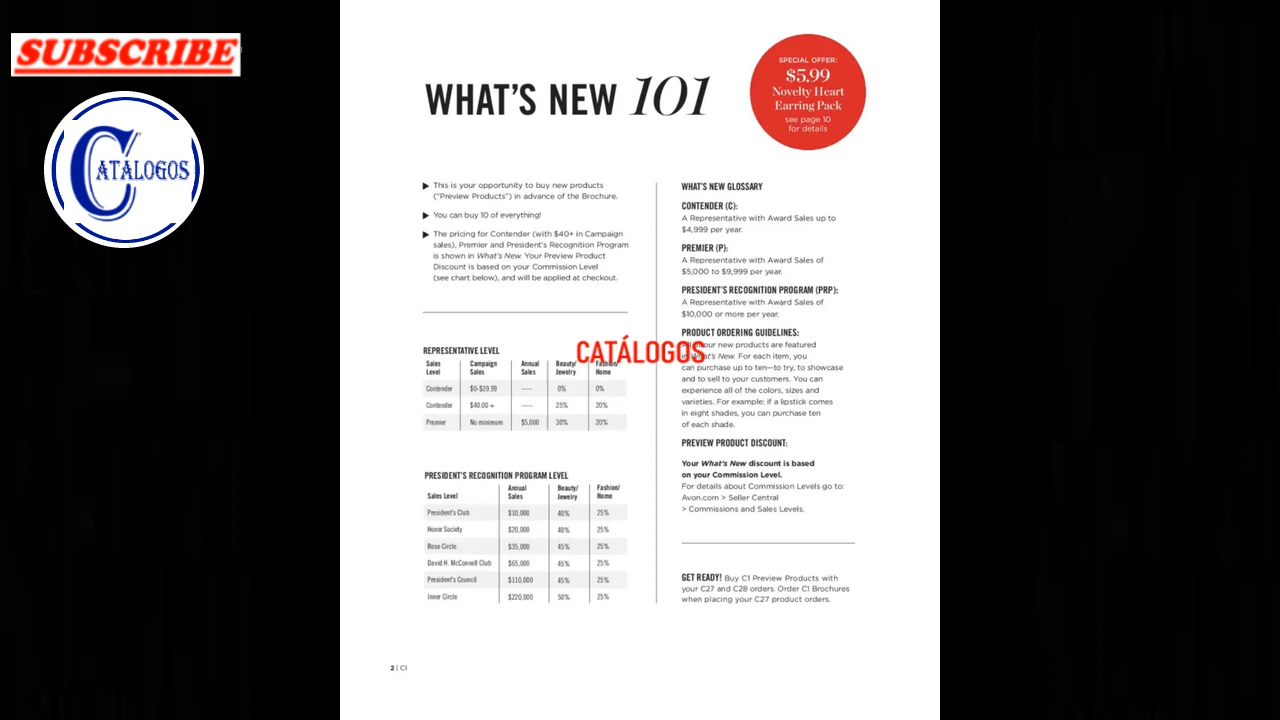 SUBSCRIBE
CATALOGOS
WHAT'S NEW 101
SPECIAL OFFER:
$5.99
Novelty Heart
Earring Pack
see page 10
for details
▶ This is your opportunity to buy new products
("Preview Products") in advance of the Brochure.
▶ You can buy 10 of everything!
▶ The pricing for Contender (with $40+ in Campaign
sales), Premier and President's Recognition Program
is shown in What's New. Your Preview Product
Discount is based on your Commission Level
(see chart below), and will be applied at checkout.
REPRESENTATIVE LEVEL
Sales Level Campaign Sales Annual Sales Beauty/ Jewelry Fashion/ Home
Contender $0-$39.99 ---- 0% 0%
Contender $40.00 + ---- 25% 20%
Premier No minimum $5,000 30% 20%
PRESIDENT'S RECOGNITION PROGRAM LEVEL
Sales Level Annual Sales Beauty/ Jewelry Fashion/ Home
President's Club $10,000 40% 25%
Honor Society $20,000 40% 25%
Rose Circle $35,000 45% 25%
David H. McConnell Club $65,000 45% 25%
President's Council $110,000 45% 25%
Inner Circle $220,000 50% 25%
CATÁLOGOS
WHAT'S NEW GLOSSARY
CONTENDER (C):
A Representative with Award Sales up to
$4,999 per year.
PREMIER (P):
A Representative with Award Sales of
$5,000 to $9,999 per year.
PRESIDENT'S RECOGNITION PROGRAM (PRP):
A Representative with Award Sales of
$10,000 or more per year.
PRODUCT ORDERING GUIDELINES:
our new products are featured
in What's New. For each item, you
can purchase up to ten—to try, to showcase
and to sell to your customers. You can
experience all of the colors, sizes and
varieties. For example: if a lipstick comes
in eight shades, you can purchase ten
of each shade.
PREVIEW PRODUCT DISCOUNT:
Your What's New discount is based
on your Commission Level.
For details about Commission Levels go to:
Avon.com > Seller Central
> Commissions and Sales Levels.
GET READY! Buy C1 Preview Products with
your C27 and C28 orders. Order C1 Brochures
when placing your C27 product orders.
2 | C1